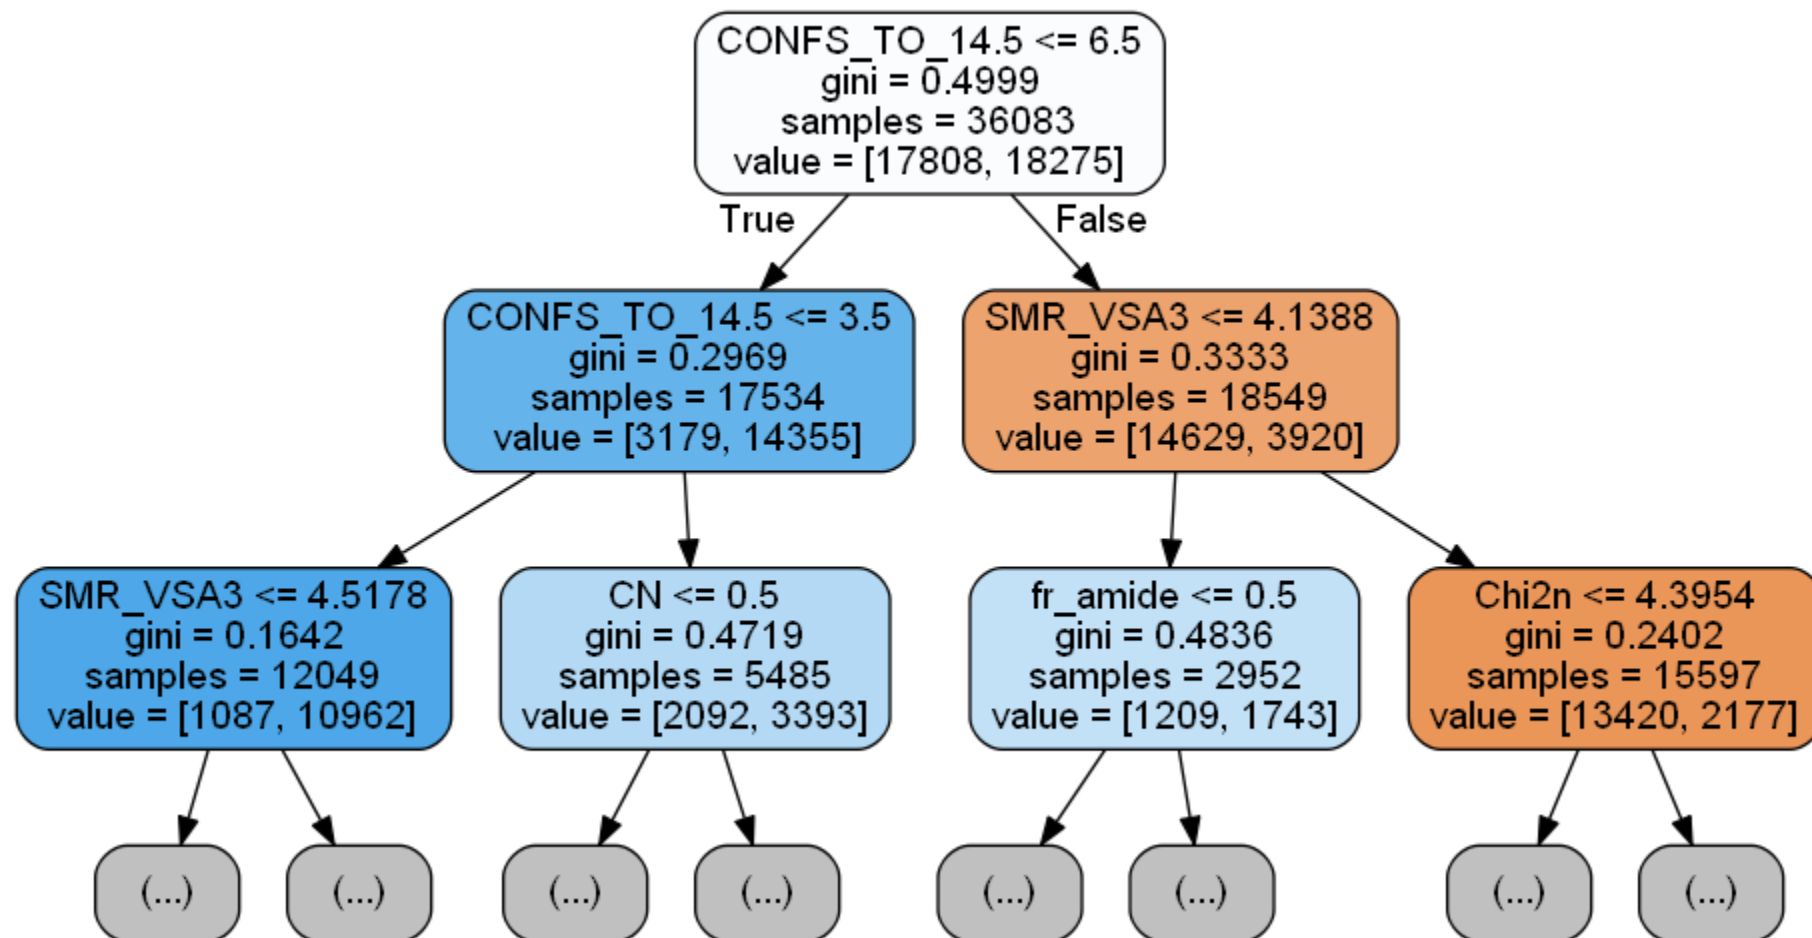 CONFS_TO_14.5 <= 6.5
gini = 0.4999
samples = 36083
value = [17808, 18275]
True
False
CONFS_TO_14.5 <= 3.5
gini = 0.2969
samples = 17534
value = [3179, 14355]
SMR_VSA3 <= 4.1388
gini = 0.3333
samples = 18549
value = [14629, 3920]
SMR_VSA3 <= 4.5178
gini = 0.1642
samples = 12049
value = [1087, 10962]
CN <= 0.5
gini = 0.4719
samples = 5485
value = [2092, 3393]
fr_amide <= 0.5
gini = 0.4836
samples = 2952
value = [1209, 1743]
Chi2n <= 4.3954
gini = 0.2402
samples = 15597
value = [13420, 2177]
(...)
(...)
(...)
(...)
(...)
(...)
(...)
(...)